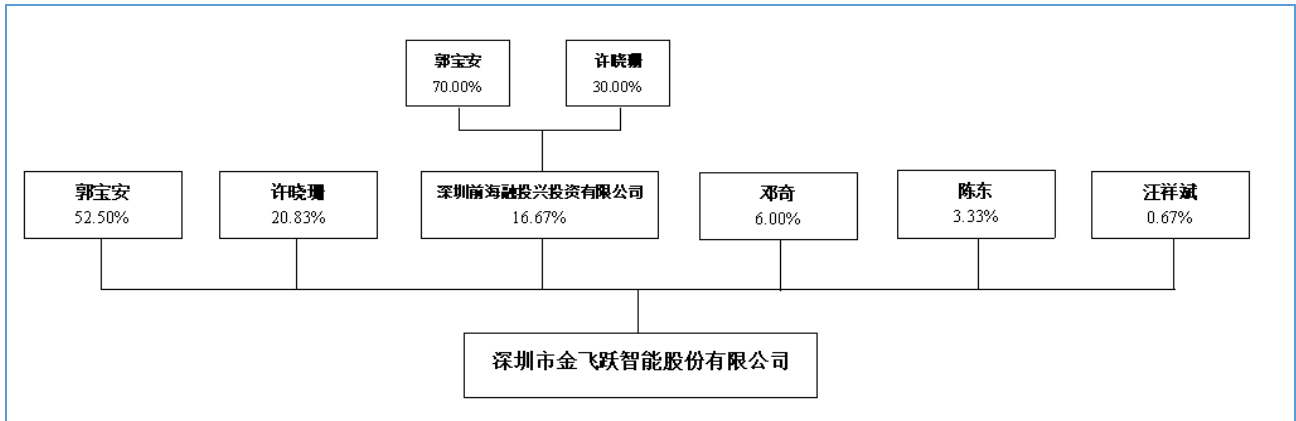 郭宝安
70.00%
许晓珊
30.00%
郭宝安
52.50%
许晓珊
20.83%
深圳前海融投兴投资有限公司
16.67%
邓奇
6.00%
陈东
3.33%
汪祥斌
0.67%
深圳市金飞跃智能股份有限公司